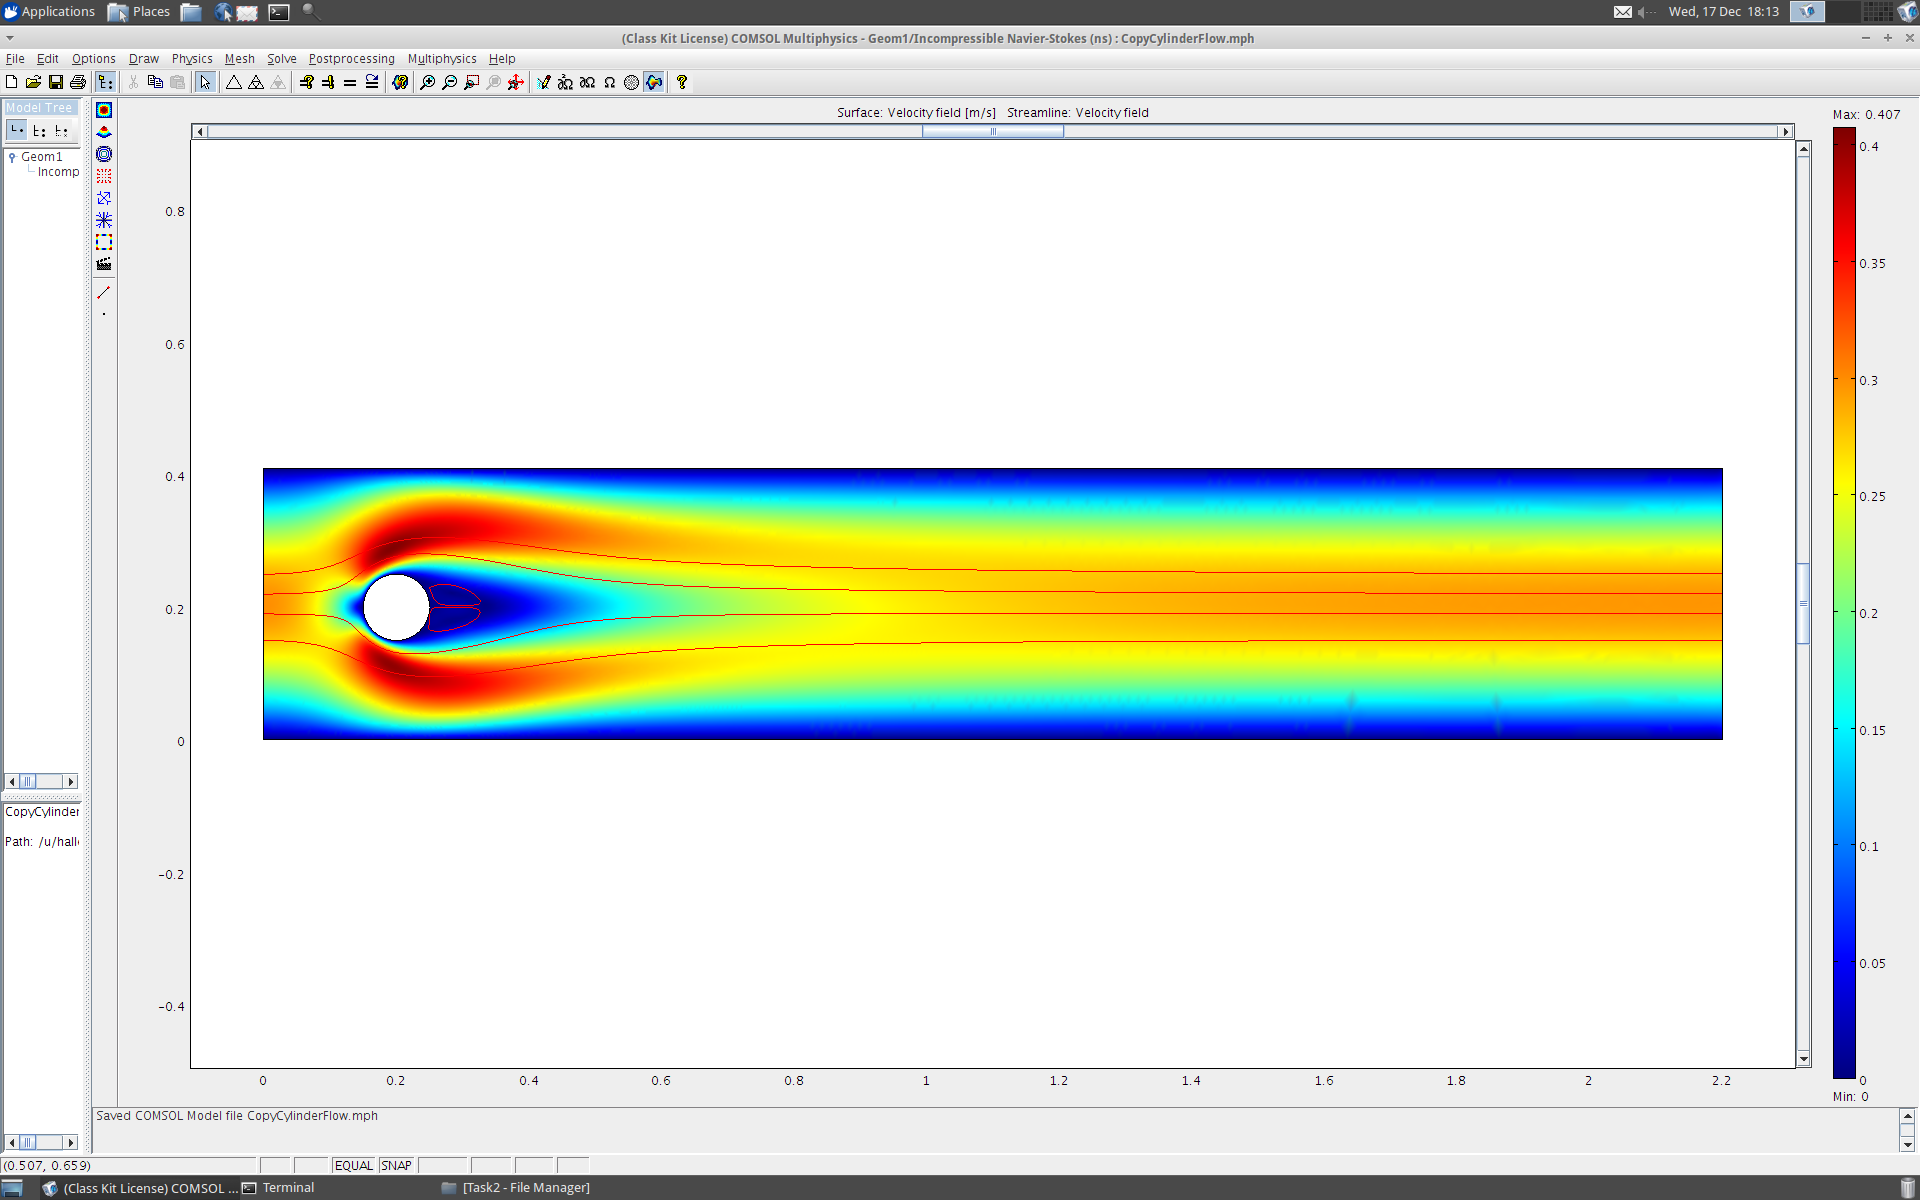 Applications Places Wed, 17 Dec 18:13
(Class Kit License) COMSOL Multiphysics - Geom1/Incompressible Navier-Stokes (ns) : CopyCylinderFlow.mph
File Edit Options Draw Physics Mesh Solve Postprocessing Multiphysics Help
Model Tree
Geom1
Incomp
CopyCylinder
Path: /u/hall
Surface: Velocity field [m/s] Streamline: Velocity field
Max: 0.407
0.8
0.6
0.4
0.2
0
-0.2
-0.4
0 0.2 0.4 0.6 0.8 1 1.2 1.4 1.6 1.8 2 2.2
0.4
0.35
0.3
0.25
0.2
0.15
0.1
0.05
0
Min: 0
Saved COMSOL Model file CopyCylinderFlow.mph
(0.507, 0.659) EQUAL SNAP
(Class Kit License) COMSOL ... Terminal [Task2 - File Manager]